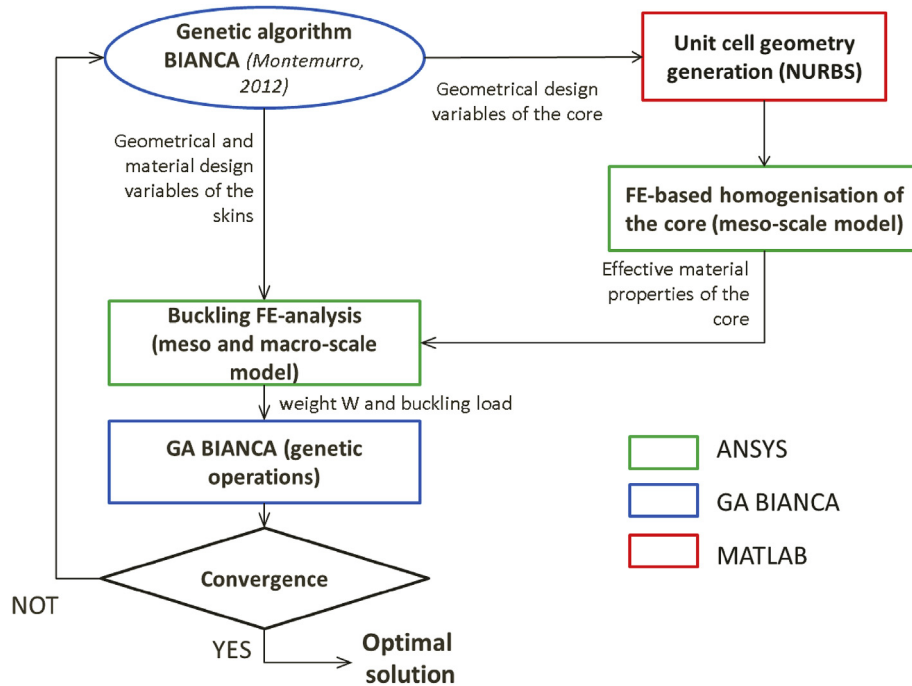 Genetic algorithm
BIANCA (Montemurro,
2012)
Unit cell geometry
generation (NURBS)
Geometrical design
variables of the core
Geometrical and
material design
variables of the
skins
FE-based homogenisation of
the core (meso-scale model)
Effective material
properties of the
core
Buckling FE-analysis
(meso and macro-scale
model)
weight W and buckling load
GA BIANCA (genetic
operations)
Convergence
NOT
YES
Optimal
solution
ANSYS
GA BIANCA
MATLAB